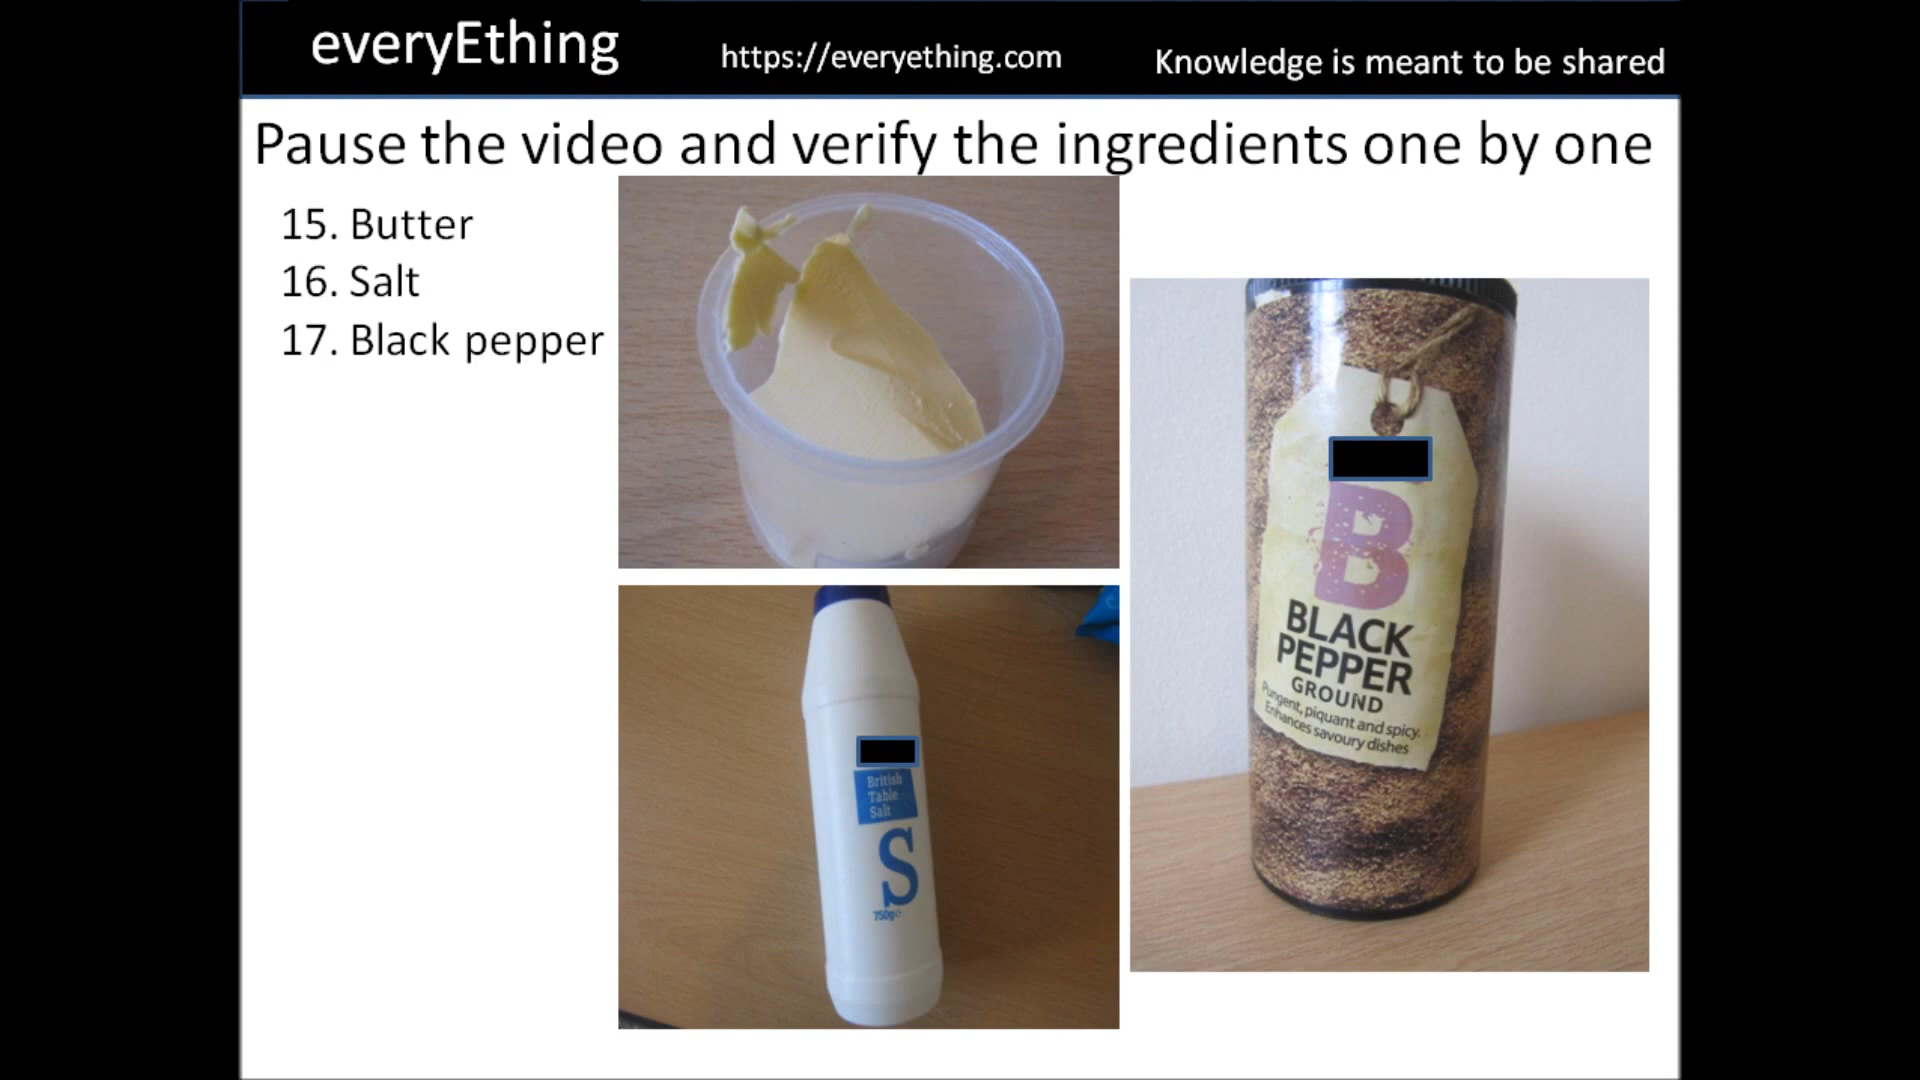 everyEthing
https://everyething.com
Knowledge is meant to be shared
Pause the video and verify the ingredients one by one
15. Butter
16. Salt
17. Black pepper
British
Table
Salt
S
750g℮
B
BLACK
PEPPER
GROUND
Pungent, piquant and spicy.
Enhances savoury dishes